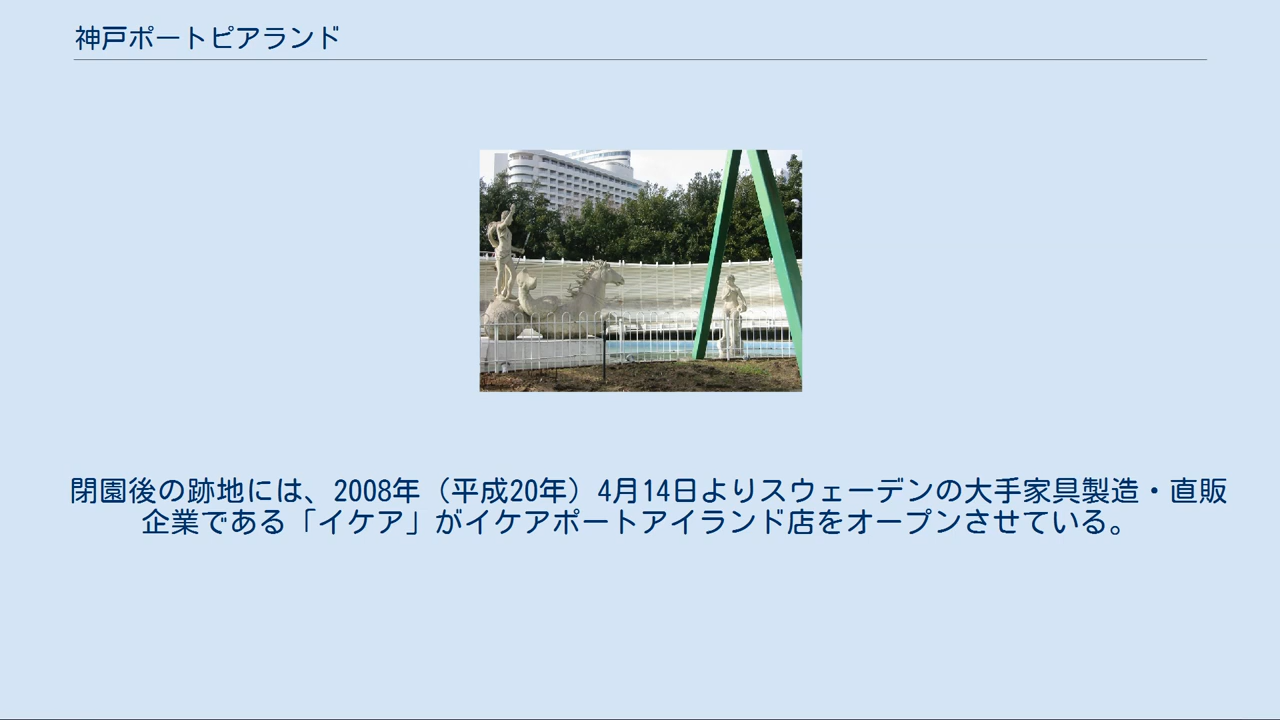 神戸ポートピアランド
閉園後の跡地には、2008年（平成20年）4月14日よりスウェーデンの大手家具製造・直販
企業である「イケア」がイケアポートアイランド店をオープンさせている。